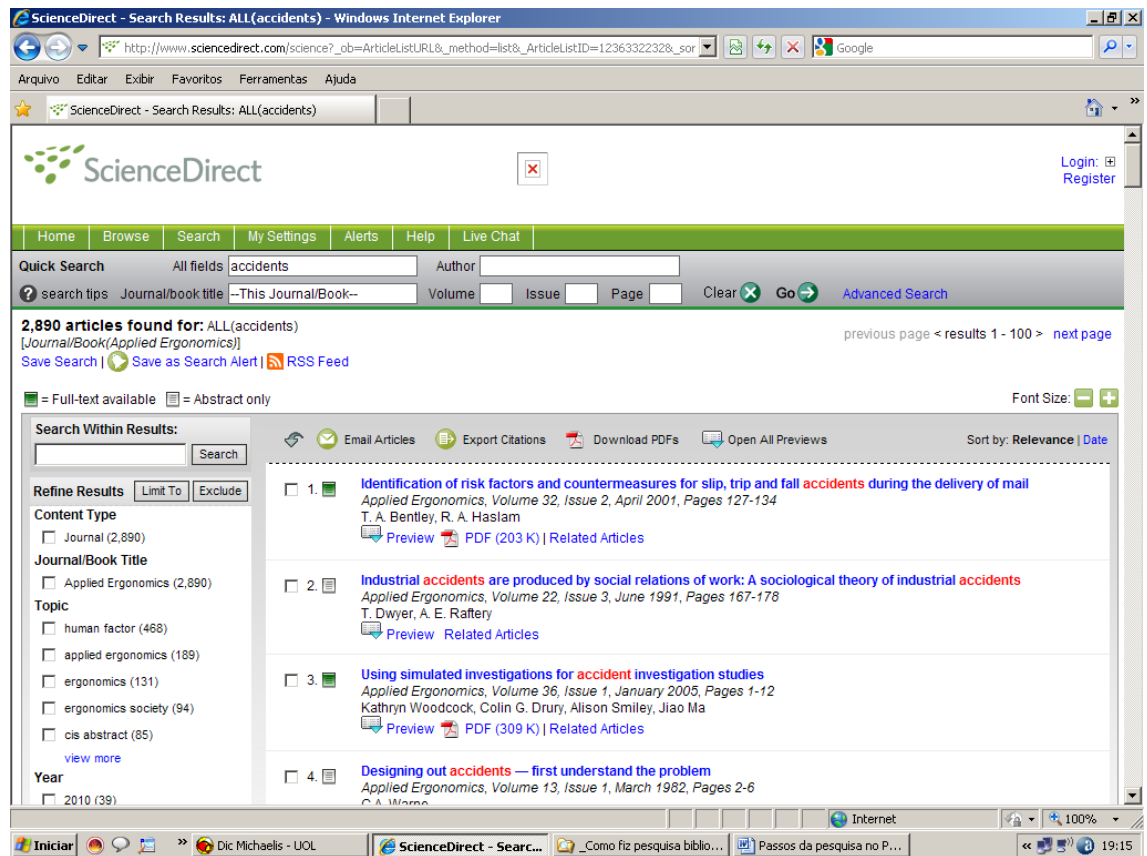 ScienceDirect - Search Results: ALL(accidents) - Windows Internet Explorer
http://www.sciencedirect.com/science?_ob=ArticleListURL&_method=list&_ArticleListID=1236332232&_sor
Google
Arquivo Editar Exibir Favoritos Ferramentas Ajuda
ScienceDirect - Search Results: ALL(accidents)
ScienceDirect
Login:
Register
Home Browse Search My Settings Alerts Help Live Chat
Quick Search All fields accidents Author
? search tips Journal/book title --This Journal/Book-- Volume Issue Page Clear Go Advanced Search
2,890 articles found for: ALL(accidents)
previous page < results 1 - 100 > next page
[Journal/Book(Applied Ergonomics)]
Save Search | Save as Search Alert | RSS Feed
= Full-text available = Abstract only
Font Size:
Search Within Results:
Search
Email Articles Export Citations Download PDFs Open All Previews Sort by: Relevance | Date
Refine Results Limit To Exclude
Content Type
Journal (2,890)
Journal/Book Title
Applied Ergonomics (2,890)
Topic
human factor (468)
applied ergonomics (189)
ergonomics (131)
ergonomics society (94)
cis abstract (85)
view more
Year
2010 (39)
1. Identification of risk factors and countermeasures for slip, trip and fall accidents during the delivery of mail
Applied Ergonomics, Volume 32, Issue 2, April 2001, Pages 127-134
T. A. Bentley, R. A. Haslam
Preview PDF (203 K) | Related Articles
2. Industrial accidents are produced by social relations of work: A sociological theory of industrial accidents
Applied Ergonomics, Volume 22, Issue 3, June 1991, Pages 167-178
T. Dwyer, A. E. Raftery
Preview Related Articles
3. Using simulated investigations for accident investigation studies
Applied Ergonomics, Volume 36, Issue 1, January 2005, Pages 1-12
Kathryn Woodcock, Colin G. Drury, Alison Smiley, Jiao Ma
Preview PDF (309 K) | Related Articles
4. Designing out accidents — first understand the problem
Applied Ergonomics, Volume 13, Issue 1, March 1982, Pages 2-6
Internet 100%
Iniciar » Dic Michaelis - UOL ScienceDirect - Searc... _Como fiz pesquisa biblio... Passos da pesquisa no P... « 19:15